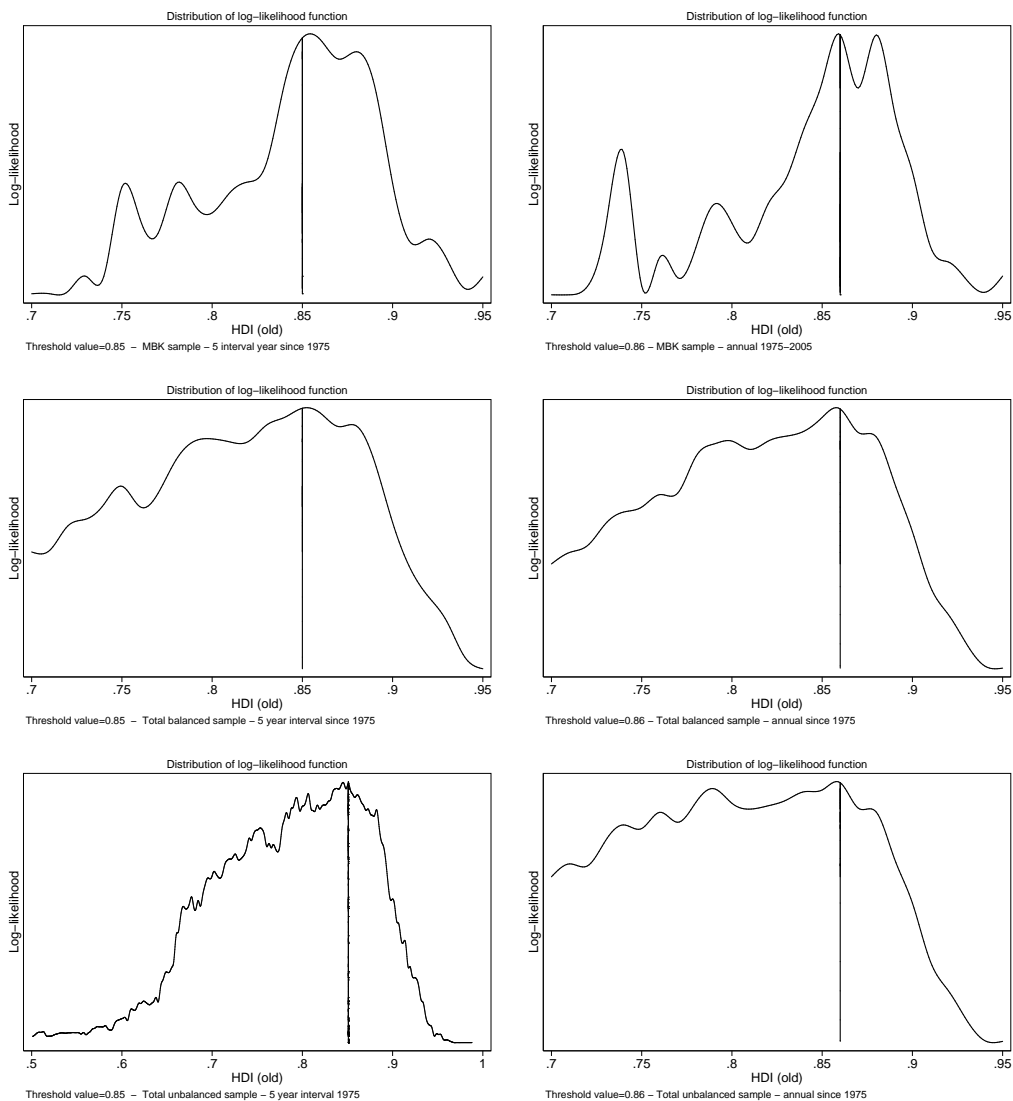 Distribution of log−likelihood function
Log−likelihood
.7 .75 .8 .85 .9 .95
HDI (old)
Threshold value=0.85 − MBK sample − 5 interval year since 1975
Distribution of log−likelihood function
Log−likelihood
.7 .75 .8 .85 .9 .95
HDI (old)
Threshold value=0.86 − MBK sample − annual 1975−2005
Distribution of log−likelihood function
Log−likelihood
.7 .75 .8 .85 .9 .95
HDI (old)
Threshold value=0.85 − Total balanced sample − 5 year interval since 1975
Distribution of log−likelihood function
Log−likelihood
.7 .75 .8 .85 .9 .95
HDI (old)
Threshold value=0.86 − Total balanced sample − annual since 1975
Distribution of log−likelihood function
Log−likelihood
.5 .6 .7 .8 .9 1
HDI (old)
Threshold value=0.85 − Total unbalanced sample − 5 year interval 1975
Distribution of log−likelihood function
Log−likelihood
.7 .75 .8 .85 .9 .95
HDI (old)
Threshold value=0.86 − Total unbalanced sample − annual since 1975